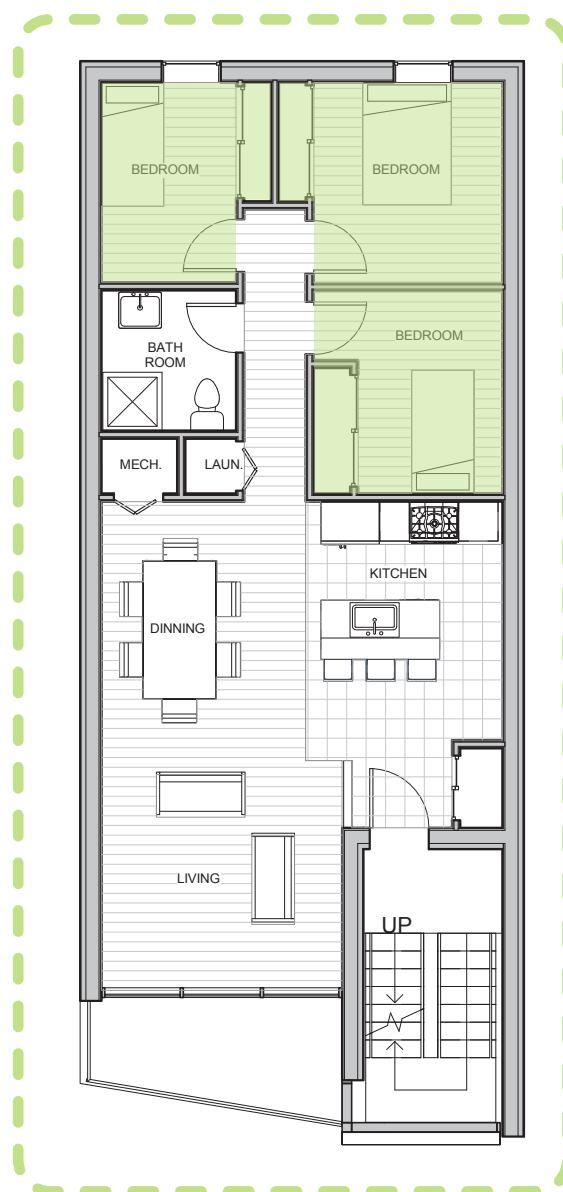 BEDROOM
BEDROOM
BEDROOM
BATH
ROOM
MECH.
LAUN.
KITCHEN
DINNING
LIVING
UP